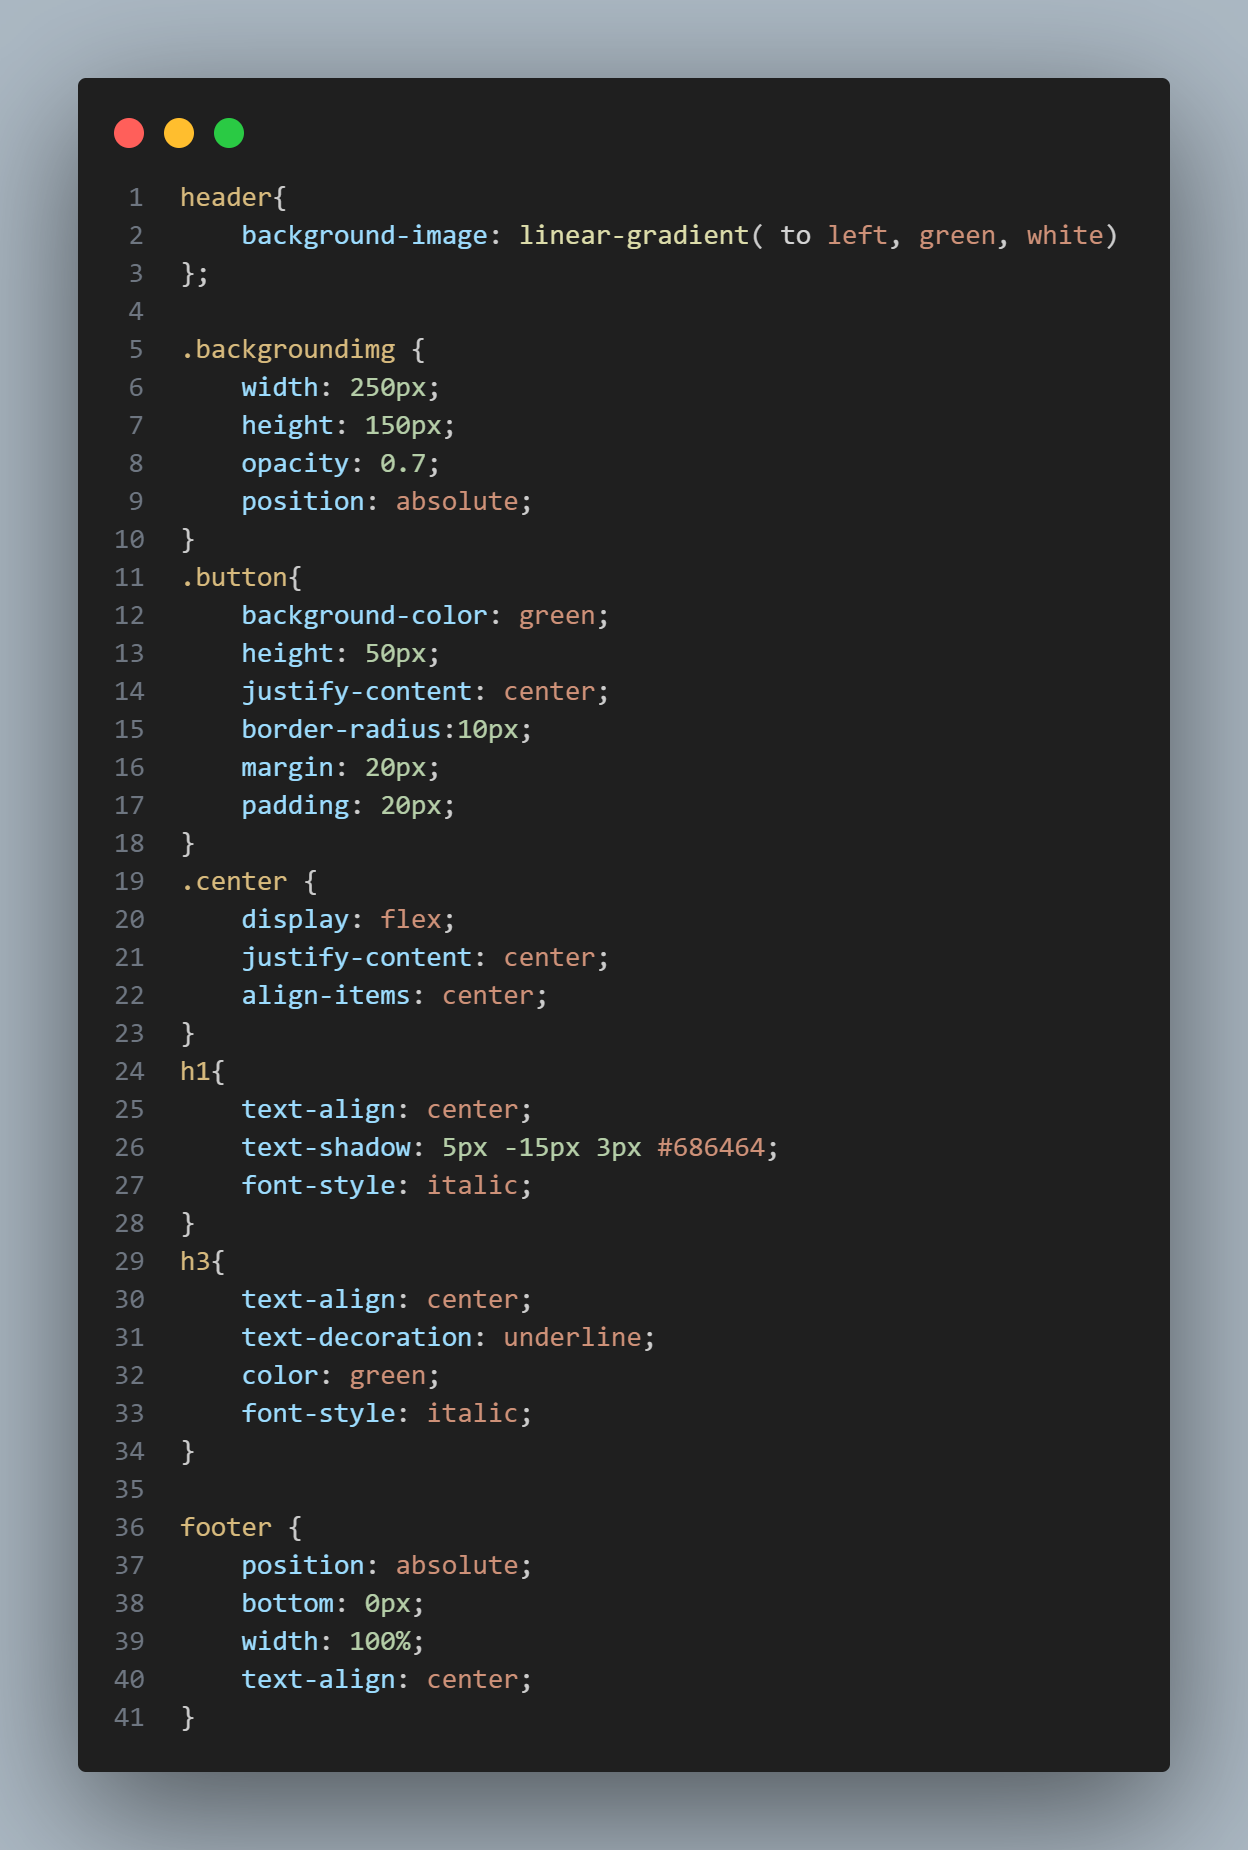 1 header{
2     background-image: linear-gradient( to left, green, white)
3 };
4
5 .backgroundimg {
6     width: 250px;
7     height: 150px;
8     opacity: 0.7;
9     position: absolute;
10 }
11 .button{
12     background-color: green;
13     height: 50px;
14     justify-content: center;
15     border-radius:10px;
16     margin: 20px;
17     padding: 20px;
18 }
19 .center {
20     display: flex;
21     justify-content: center;
22     align-items: center;
23 }
24 h1{
25     text-align: center;
26     text-shadow: 5px -15px 3px #686464;
27     font-style: italic;
28 }
29 h3{
30     text-align: center;
31     text-decoration: underline;
32     color: green;
33     font-style: italic;
34 }
35
36 footer {
37     position: absolute;
38     bottom: 0px;
39     width: 100%;
40     text-align: center;
41 }